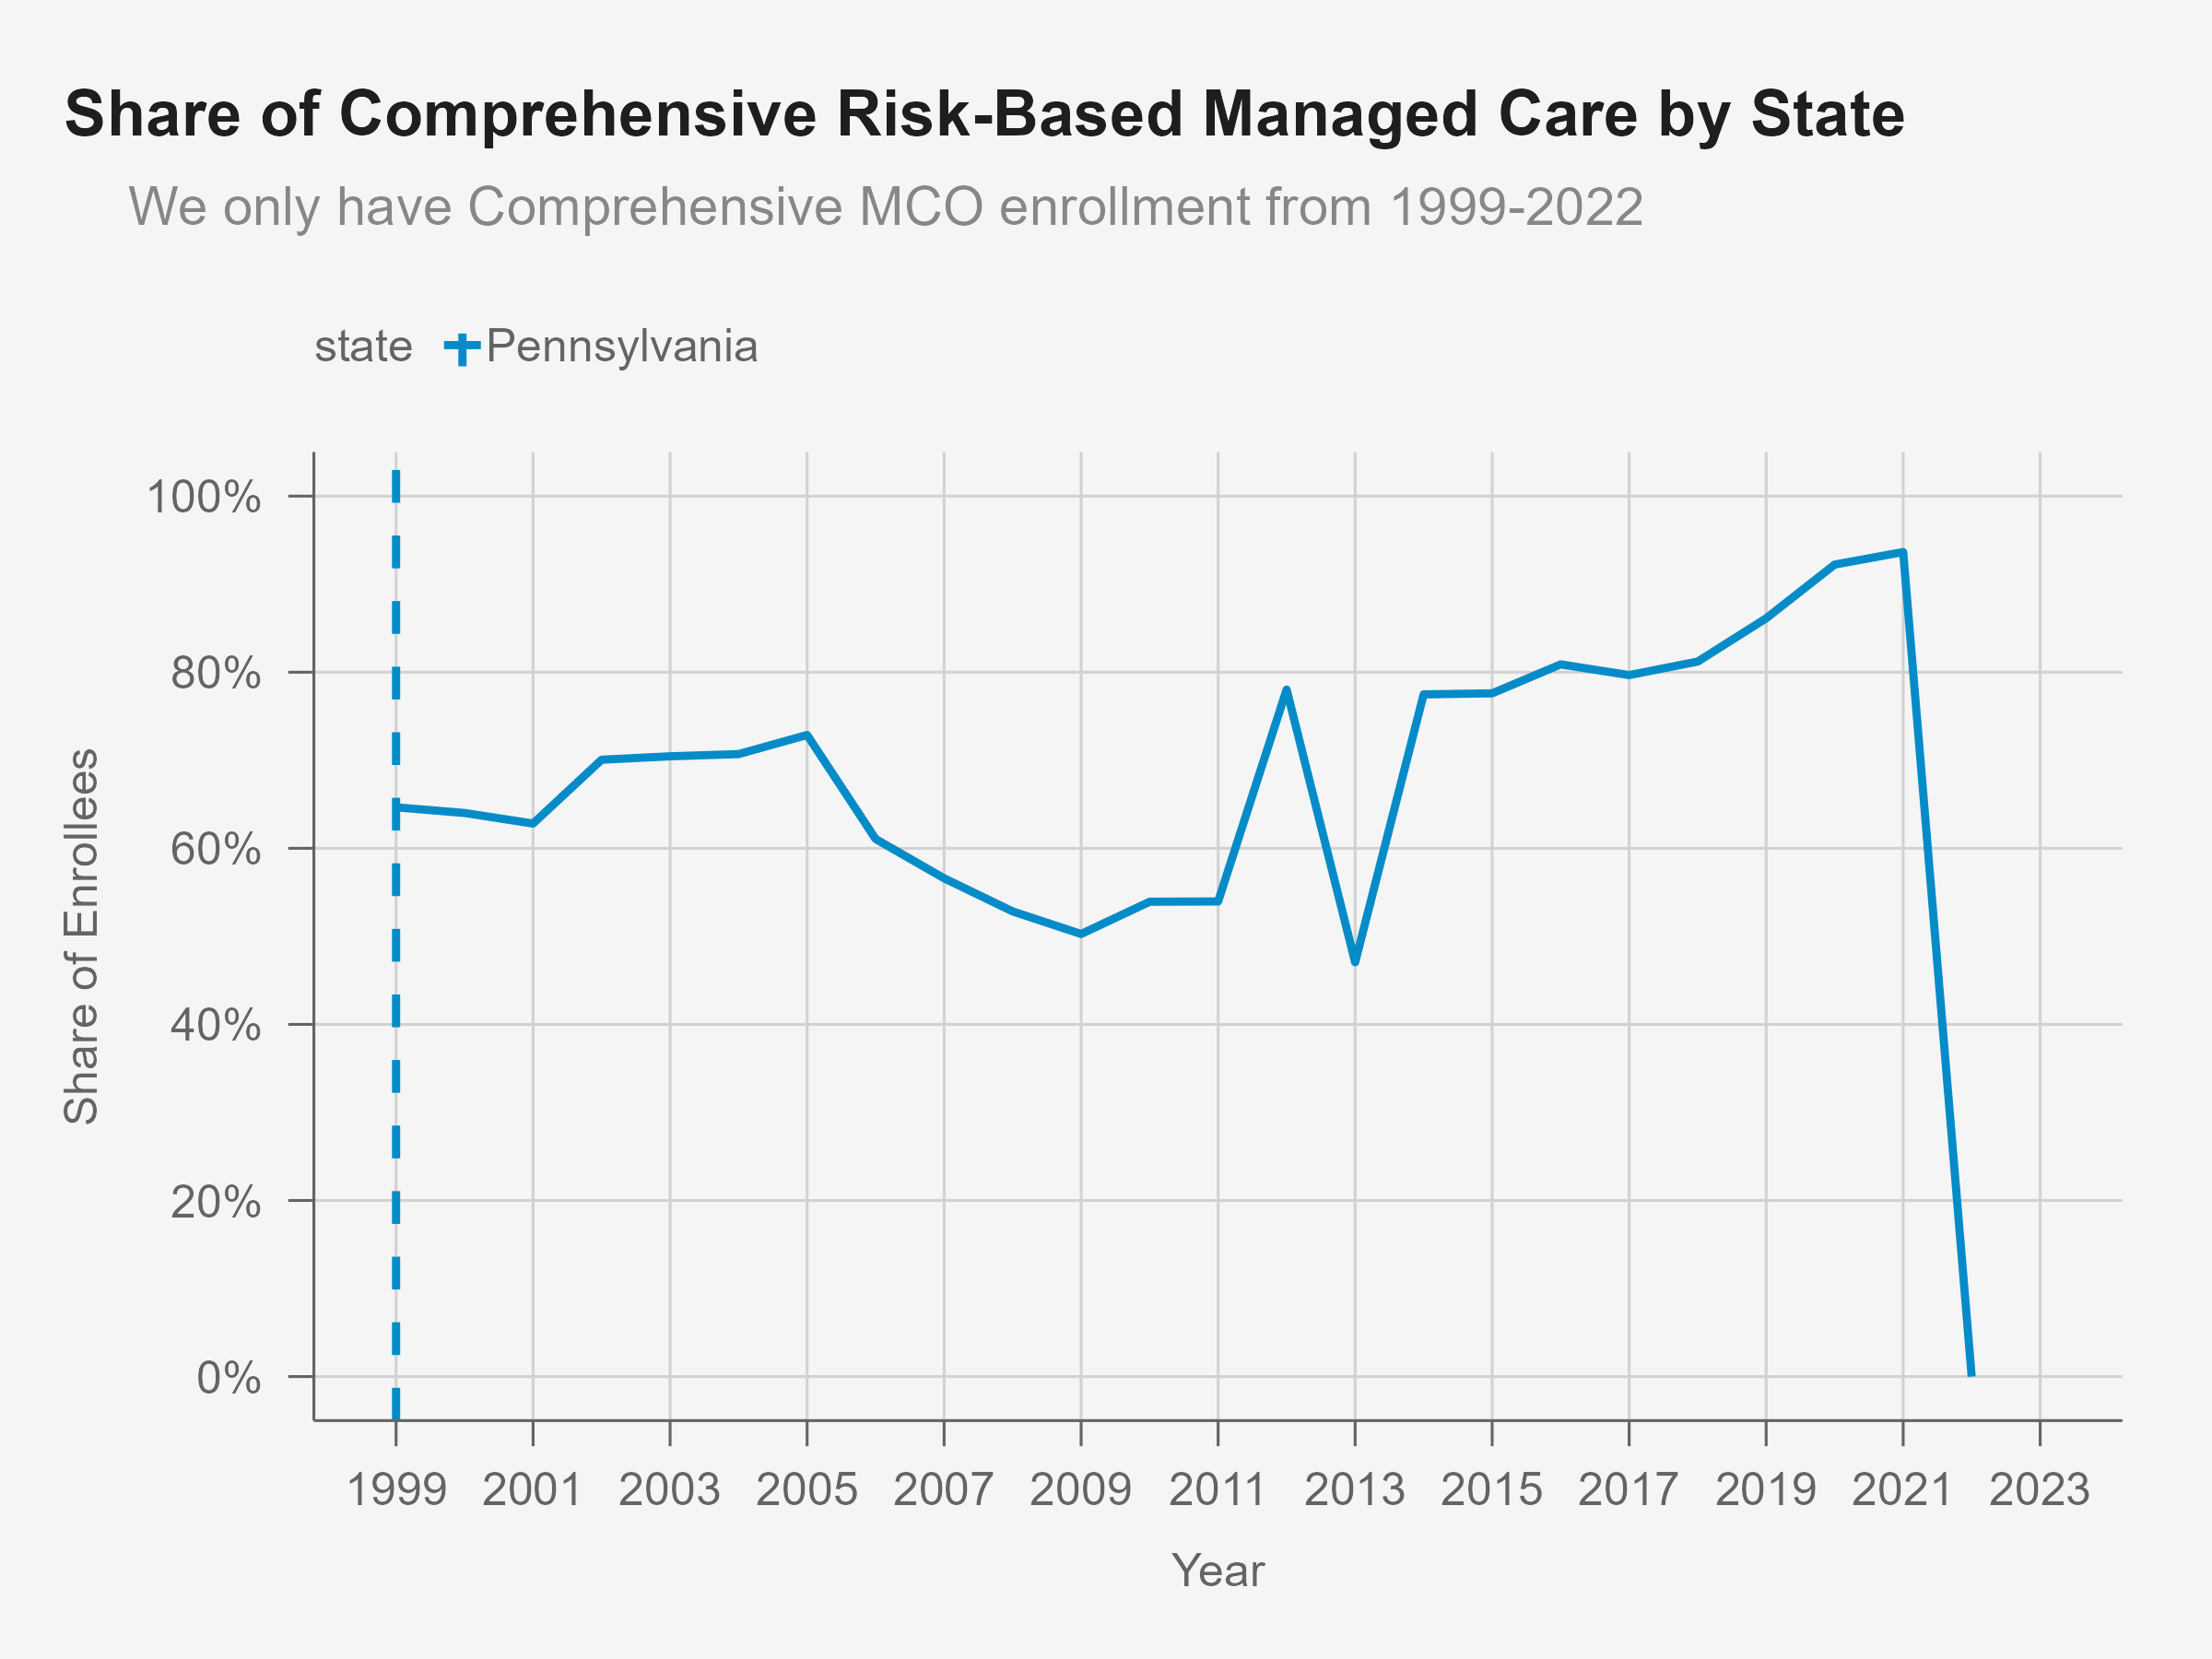 Share of Comprehensive Risk-Based Managed Care by State
We only have Comprehensive MCO enrollment from 1999-2022
state Pennsylvania
100%
80%
60%
40%
20%
0%
Share of Enrollees
1999 2001 2003 2005 2007 2009 2011 2013 2015 2017 2019 2021 2023
Year